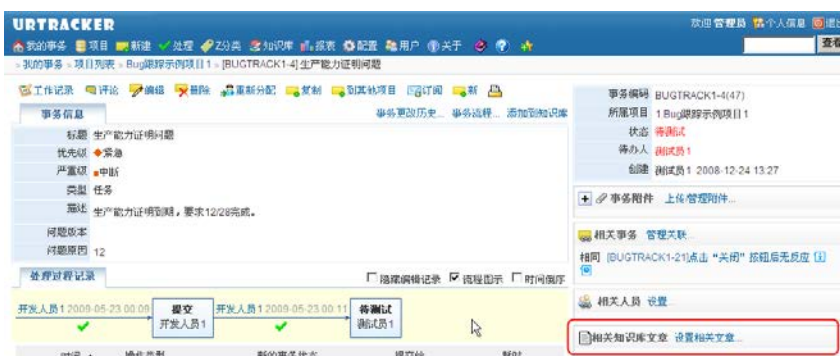 URTRACKER
欢迎 管理员 个人信息
我的事务 项目 新建 处理 分类 知识库 报表 配置 用户 关于
查看
我的事务 » 项目列表 » Bug跟踪示例项目1 » [BUGTRACK1-4]生产能力证明问题
工作记录 评论 编辑 删除 重新分配 复制 到其他项目 订阅 新
事务信息
事务更改历史... 事务流程... 添加到知识库
标题 生产能力证明问题
优先级 紧急
严重级 中断
类型 任务
描述 生产能力证明到期，要求12/28完成。
问题版本
问题原因 12
处理过程记录
隐藏编辑记录 流程图示 时间倒序
开发人员1 2009-05-23 00:09
提交
开发人员1
开发人员1 2009-05-23 00:11
待测试
测试员1
操作类型 新的事务状态 提交给 耗时
事务编码 BUGTRACK1-4(47)
所属项目 1.Bug跟踪示例项目1
状态 待测试
待办人 测试员1
创建 测试员1 2008-12-24 13:27
事务附件 上传/管理附件...
相关事务 管理关联...
相同 [BUGTRACK1-21]点击“关闭”按钮后无反应
相关人员 设置...
相关知识库文章 设置相关文章...